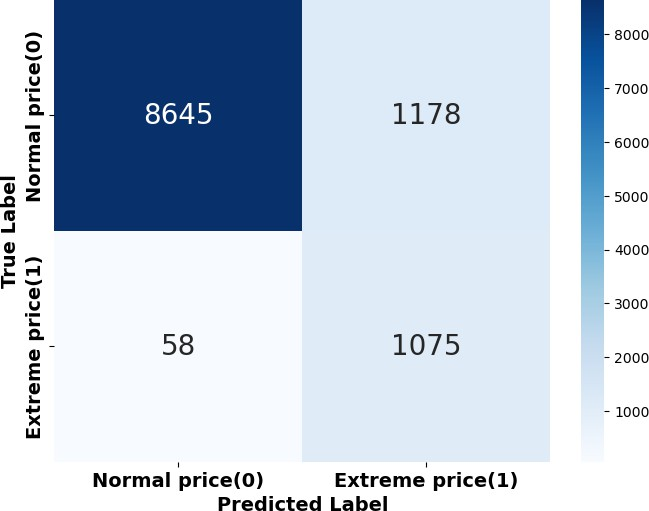 True Label
Normal price(0)
Extreme price(1)
8645
1178
58
1075
Normal price(0)
Extreme price(1)
Predicted Label
8000
7000
6000
5000
4000
3000
2000
1000